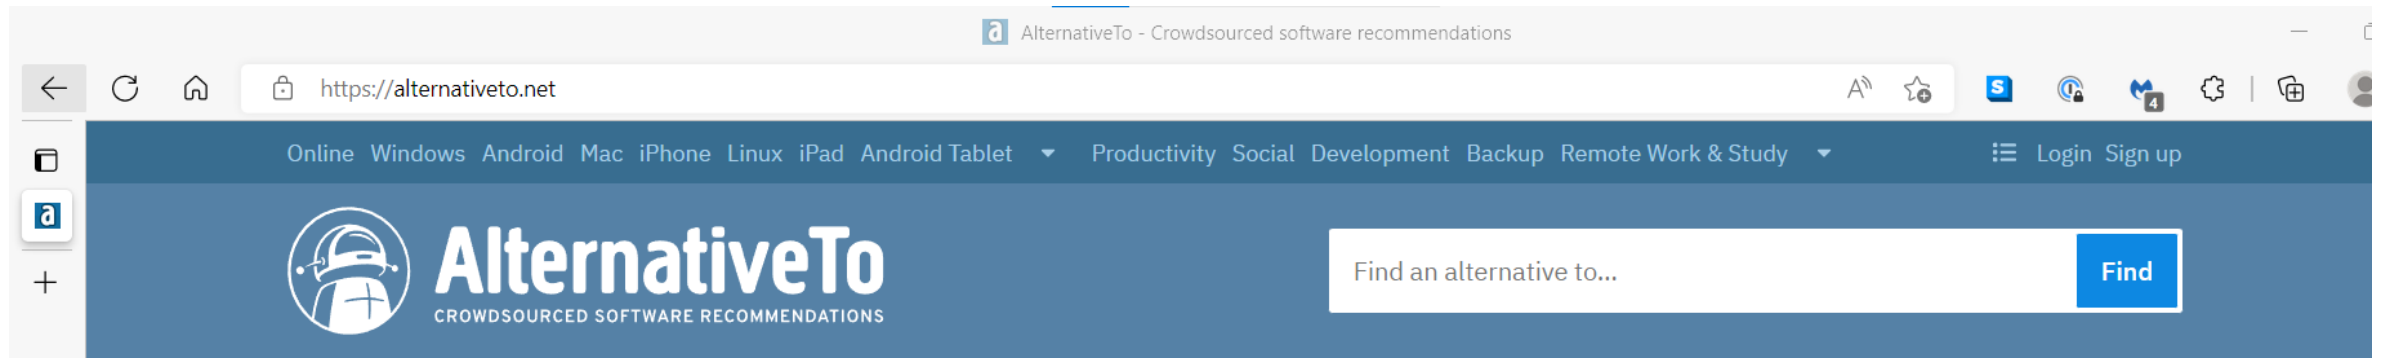 AlternativeTo - Crowdsourced software recommendations
https://alternativeto.net
A
S
4
a
Online Windows Android Mac iPhone Linux iPad Android Tablet Productivity Social Development Backup Remote Work & Study Login Sign up
AlternativeTo
CROWDSOURCED SOFTWARE RECOMMENDATIONS
Find an alternative to...
Find